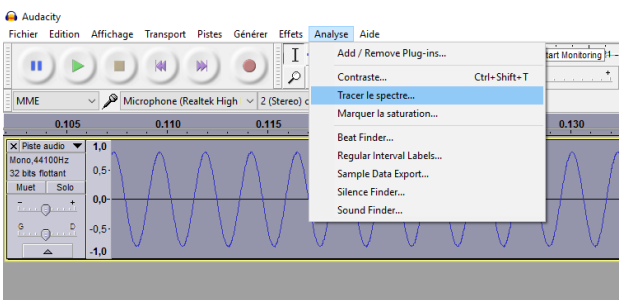 Audacity
Fichier Edition Affichage Transport Pistes Générer Effets Analyse Aide
Add / Remove Plug-ins...
Contraste... Ctrl+Shift+T
Tracer le spectre...
Marquer la saturation...
Beat Finder...
Regular Interval Labels...
Sample Data Export...
Silence Finder...
Sound Finder...
art Monitoring
MME Microphone (Realtek High 2 (Stereo) c
0.105 0.110 0.115 0.130
X Piste audio 1,0
Mono,44100Hz
32 bits flottant 0,5
Muet Solo
- + 0,0
G D -0,5
-1,0